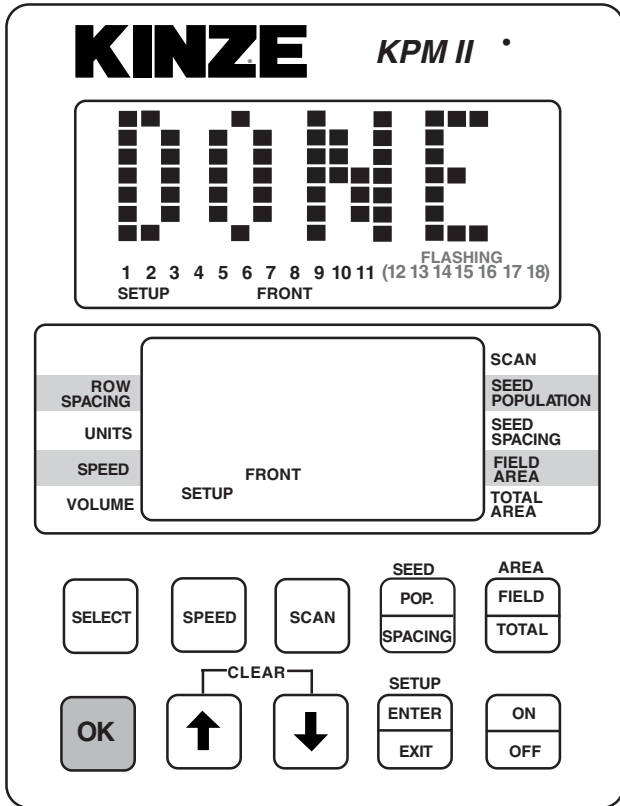 KINZE KPM II
DONE
FLASHING
1 2 3 4 5 6 7 8 9 10 11 (12 13 14 15 16 17 18)
SETUP FRONT
SCAN
ROW
SPACING
SEED
POPULATION
UNITS
SEED
SPACING
SPEED
FRONT
FIELD
AREA
SETUP
VOLUME
TOTAL
AREA
SEED
AREA
SELECT
SPEED
SCAN
POP.
SPACING
FIELD
TOTAL
CLEAR
SETUP
OK
ENTER
EXIT
ON
OFF